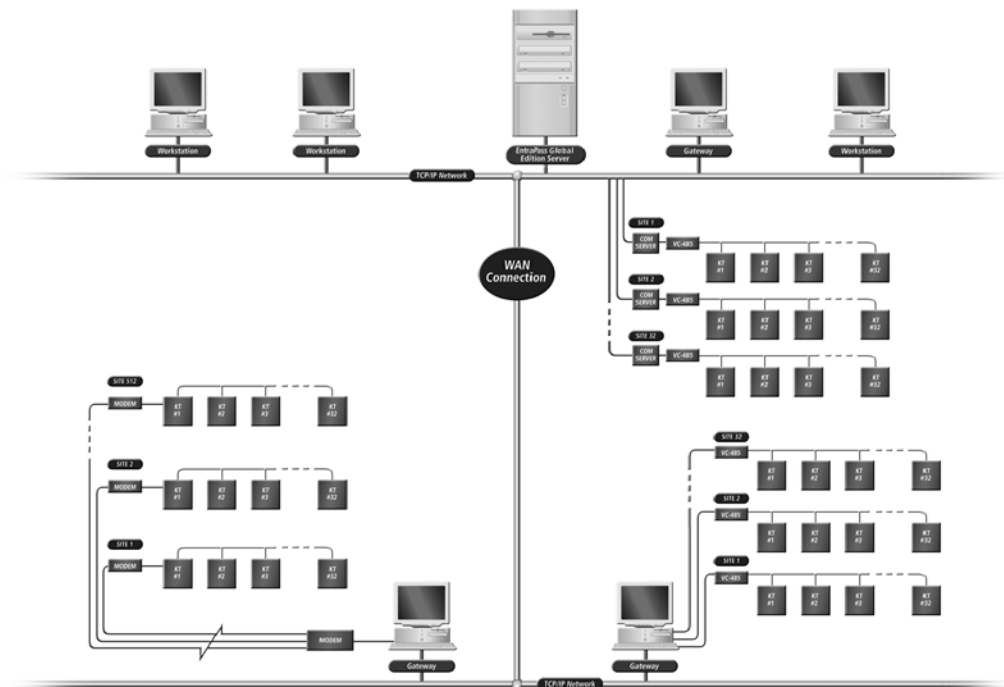 Workstation
Workstation
EntraPass Global
Edition Server
Gateway
Workstation
TCP/IP Network
WAN
Connection
SITE 1
COM
SERVER
VC-485
KT
#1
KT
#2
KT
#3
KT
#32
SITE 2
COM
SERVER
VC-485
KT
#1
KT
#2
KT
#3
KT
#32
SITE 32
COM
SERVER
VC-485
KT
#1
KT
#2
KT
#3
KT
#32
SITE 512
MODEM
KT
#1
KT
#2
KT
#3
KT
#32
SITE 2
MODEM
KT
#1
KT
#2
KT
#3
KT
#32
SITE 1
MODEM
KT
#1
KT
#2
KT
#3
KT
#32
MODEM
Gateway
SITE 32
VC-485
KT
#1
KT
#2
KT
#3
KT
#32
SITE 2
VC-485
KT
#1
KT
#2
KT
#3
KT
#32
SITE 1
VC-485
KT
#1
KT
#2
KT
#3
KT
#32
Gateway
TCP/IP Network